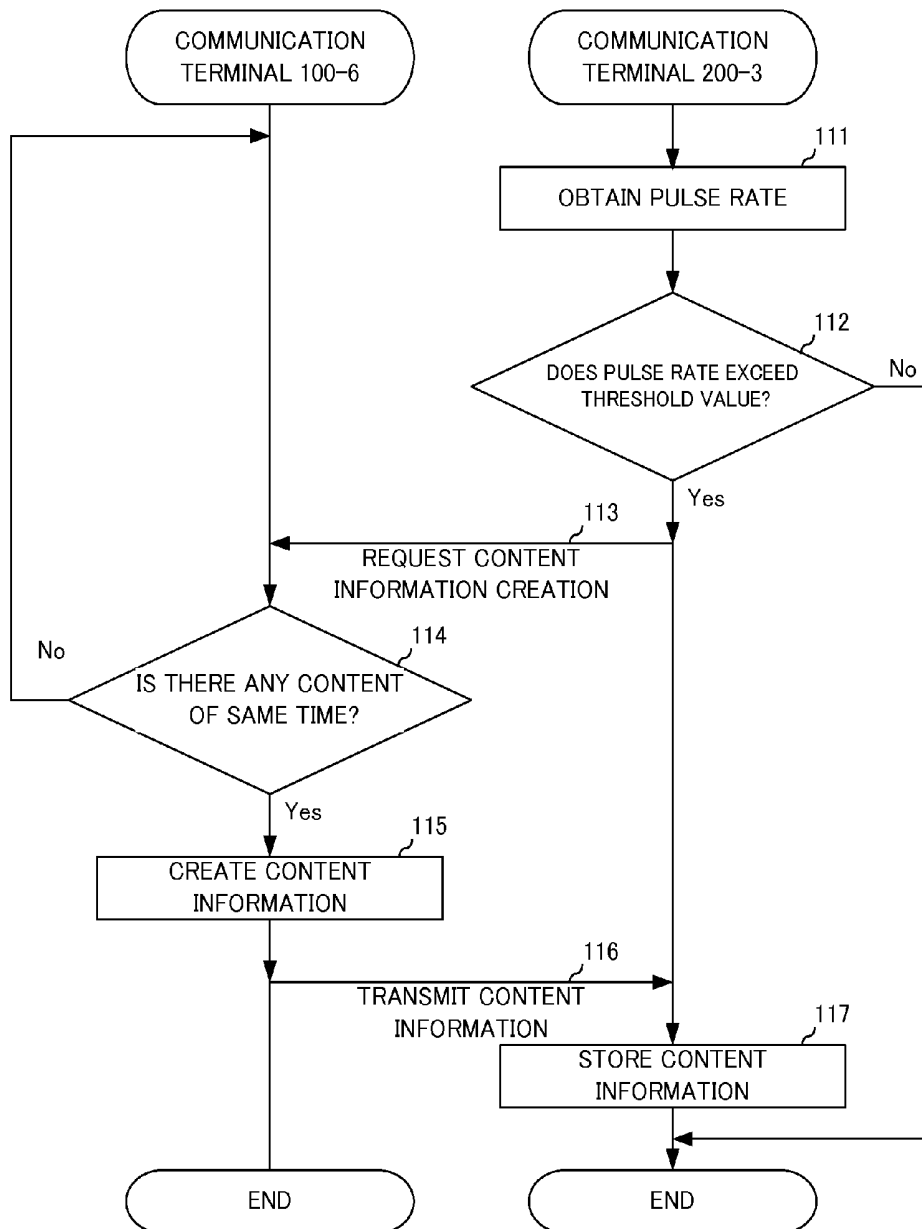 COMMUNICATION
TERMINAL 100-6
COMMUNICATION
TERMINAL 200-3
111
OBTAIN PULSE RATE
112
DOES PULSE RATE EXCEED
THRESHOLD VALUE?
No
Yes
113
REQUEST CONTENT
INFORMATION CREATION
114
No
IS THERE ANY CONTENT
OF SAME TIME?
Yes
115
CREATE CONTENT
INFORMATION
116
TRANSMIT CONTENT
INFORMATION
117
STORE CONTENT
INFORMATION
END
END